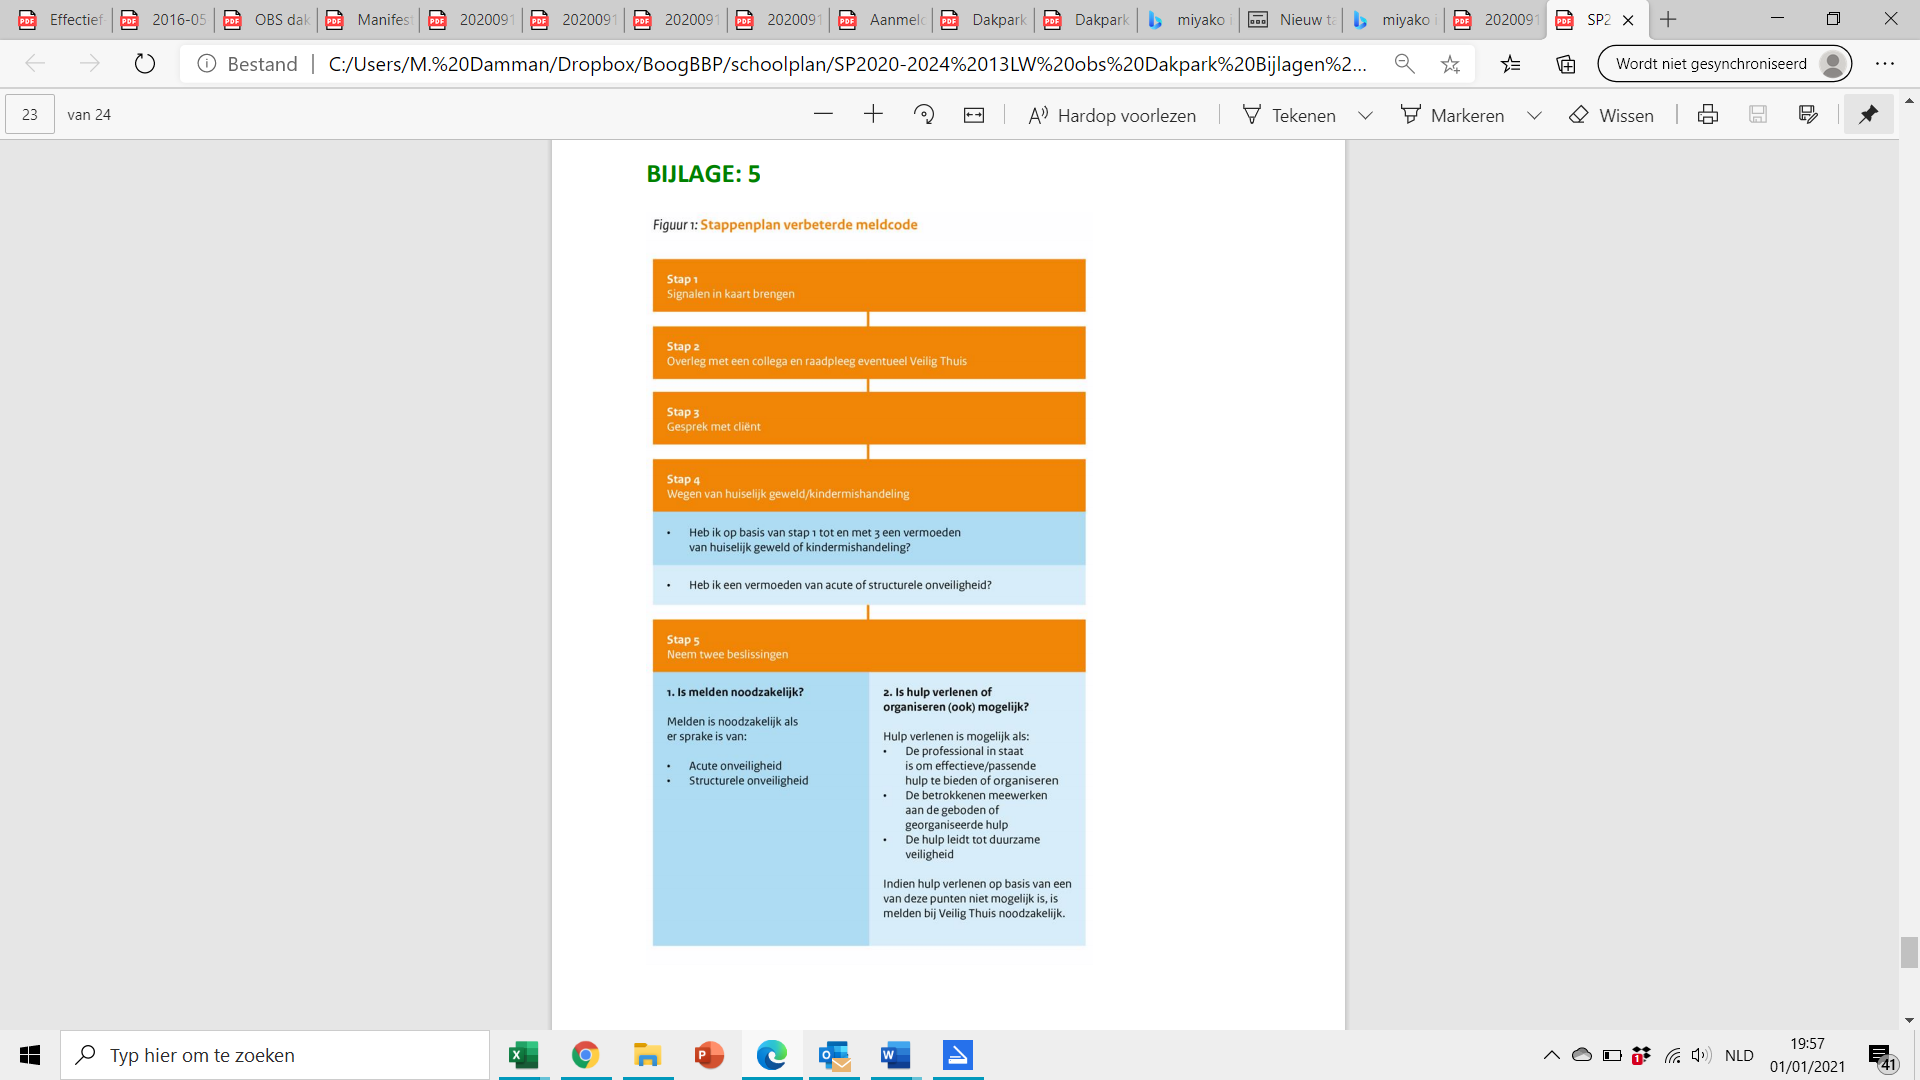 Effectief-
2016-05
OBS dak
Manifest
2020091
2020091
2020091
2020091
Aanmeld
Dakpark
Dakpark
miyako i
Nieuw ta
miyako i
2020091
SP2
Bestand
C:/Users/M.%20Damman/Dropbox/BoogBBP/schoolplan/SP2020-2024%2013LW%20obs%20Dakpark%20Bijlagen%2...
Wordt niet gesynchroniseerd
23
van 24
Hardop voorlezen
Tekenen
Markeren
Wissen
BIJLAGE: 5
Figuur 1: Stappenplan verbeterde meldcode
Stap 1
Signalen in kaart brengen
Stap 2
Overleg met een collega en raadpleeg eventueel Veilig Thuis
Stap 3
Gesprek met cliënt
Stap 4
Wegen van huiselijk geweld/kindermishandeling
• Heb ik op basis van stap 1 tot en met 3 een vermoeden
van huiselijk geweld of kindermishandeling?
• Heb ik een vermoeden van acute of structurele onveiligheid?
Stap 5
Neem twee beslissingen
1. Is melden noodzakelijk?
Melden is noodzakelijk als
er sprake is van:
• Acute onveiligheid
• Structurele onveiligheid
2. Is hulp verlenen of
organiseren (ook) mogelijk?
Hulp verlenen is mogelijk als:
• De professional in staat
is om effectieve/passende
hulp te bieden of organiseren
• De betrokkenen meewerken
aan de geboden of
georganiseerde hulp
• De hulp leidt tot duurzame
veiligheid
Indien hulp verlenen op basis van een
van deze punten niet mogelijk is, is
melden bij Veilig Thuis noodzakelijk.
Typ hier om te zoeken
NLD
19:57
01/01/2021
41